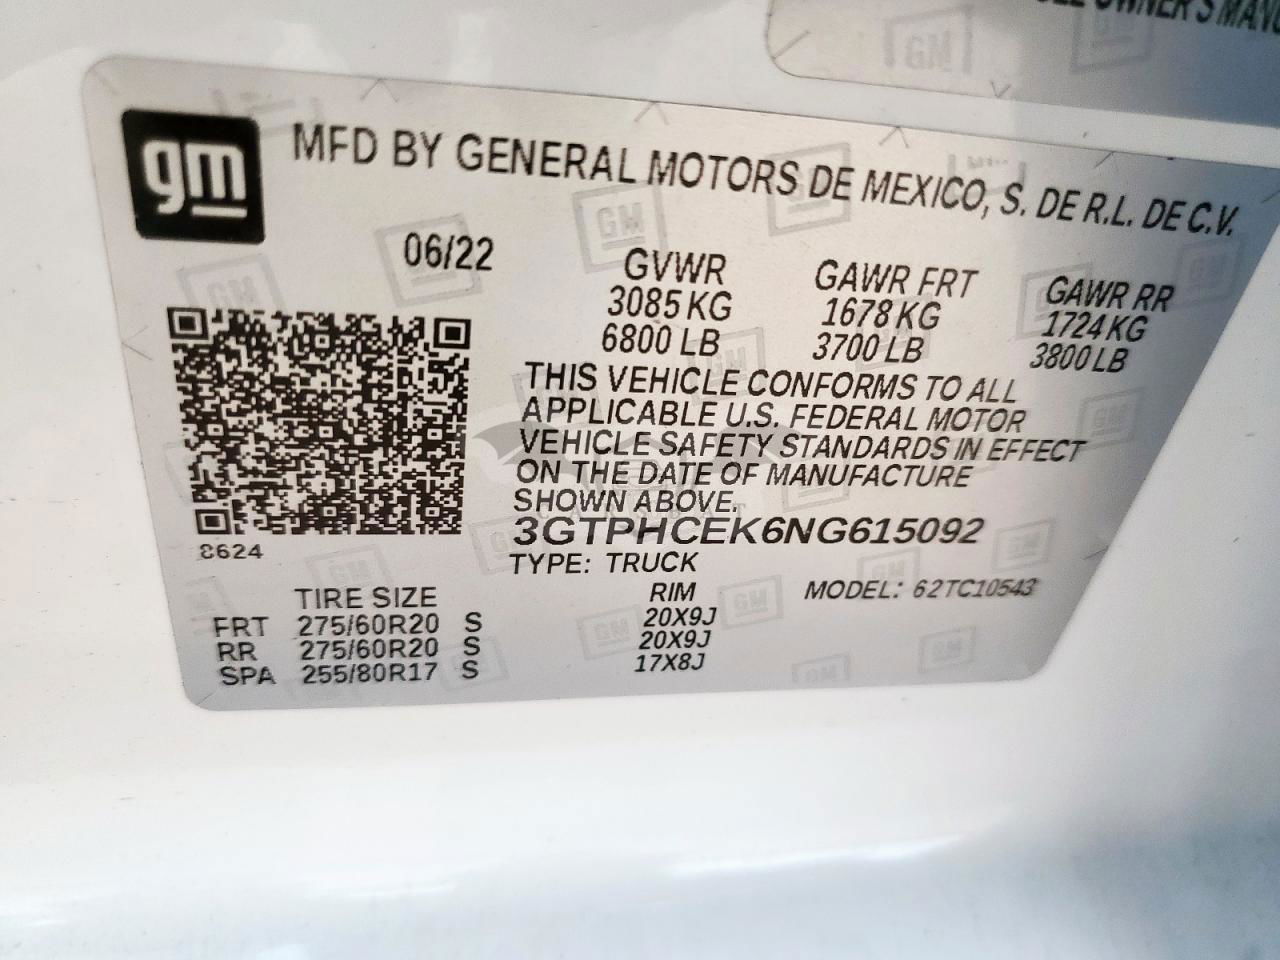 OWNER'S MANU
gm
MFD BY GENERAL MOTORS DE MEXICO, S. DE R.L. DE C.V.
06/22
GVWR GAWR FRT GAWR RR
3085 KG 1678 KG 1724 KG
6800 LB 3700 LB 3800 LB
THIS VEHICLE CONFORMS TO ALL
APPLICABLE U.S. FEDERAL MOTOR
VEHICLE SAFETY STANDARDS IN EFFECT
ON THE DATE OF MANUFACTURE
SHOWN ABOVE.
3GTPHCEK6NG615092
8624
TYPE: TRUCK
TIRE SIZE RIM MODEL: 62TC10543
FRT 275/60R20 S 20X9J
RR 275/60R20 S 20X9J
SPA 255/80R17 S 17X8J